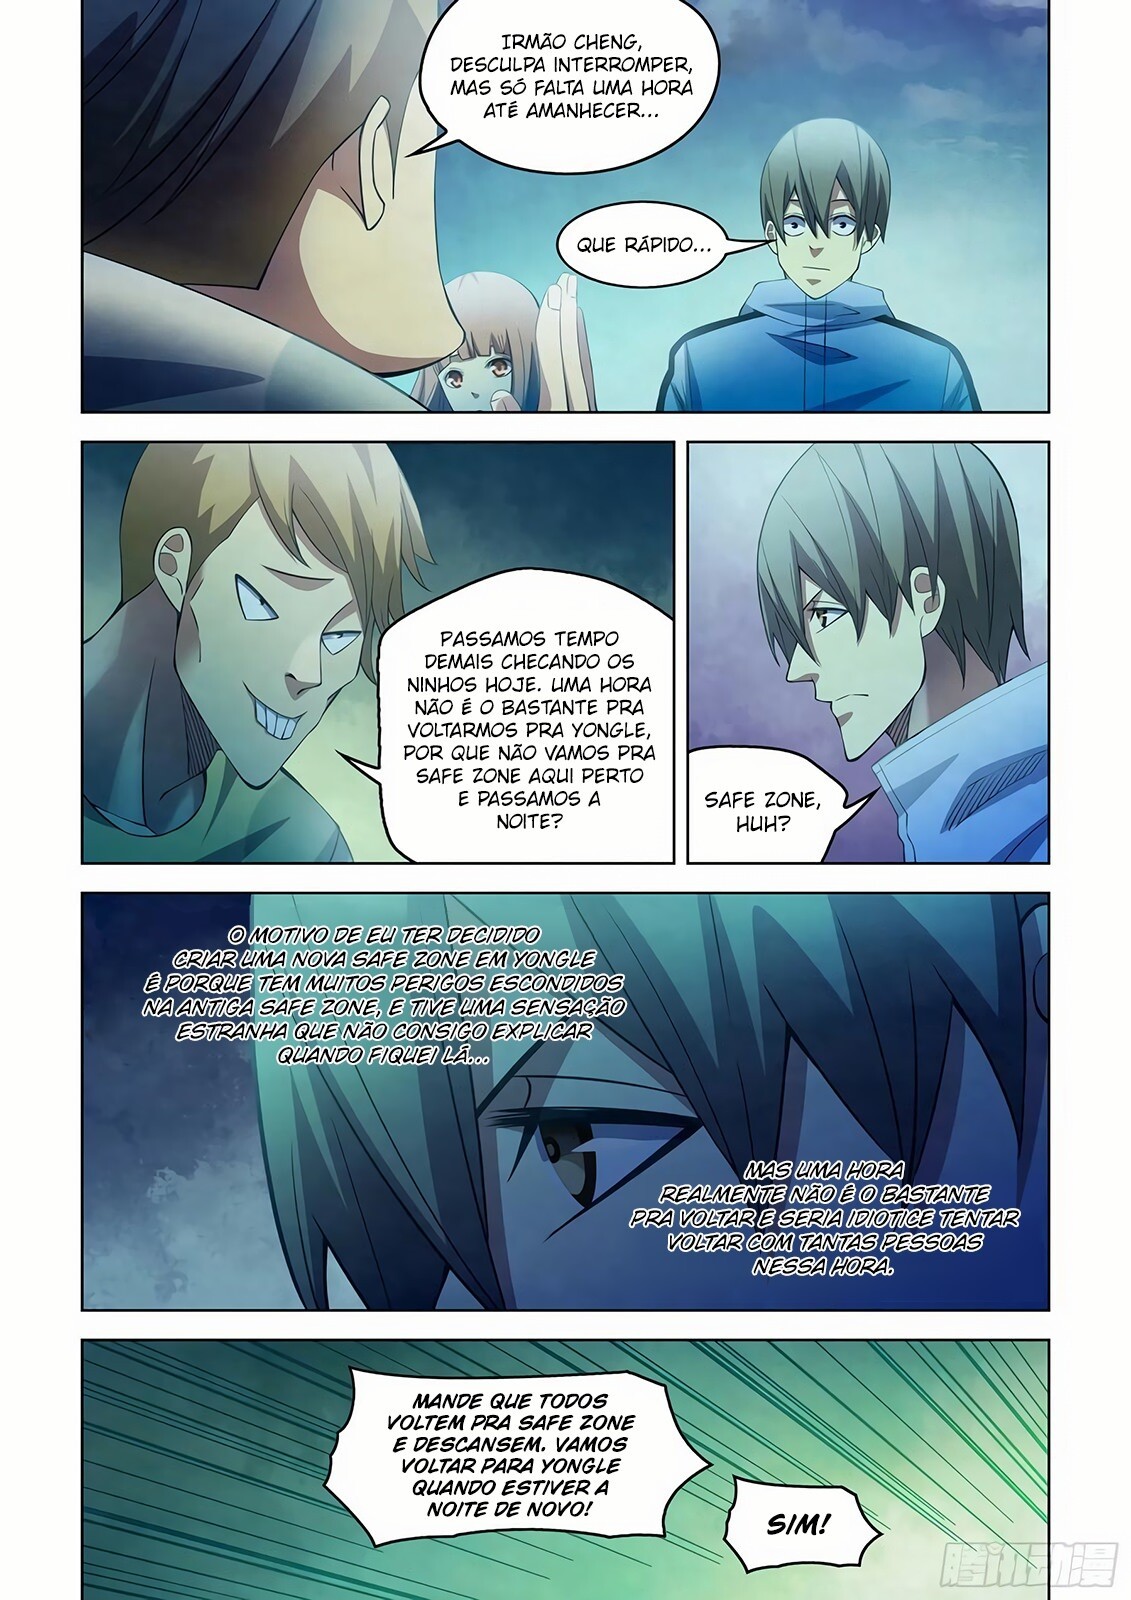 IRMÃO CHENG,
DESCULPA INTERROMPER,
MAS SÓ FALTA UMA HORA
ATÉ AMANHECER...
QUE RÁPIDO...
PASSAMOS TEMPO
DEMAIS CHECANDO OS
NINHOS HOJE. UMA HORA
NÃO É O BASTANTE PRA
VOLTARMOS PRA YONGLE,
POR QUE NÃO VAMOS PRA
SAFE ZONE AQUI PERTO
E PASSAMOS A
NOITE?
SAFE ZONE,
HUH?
O MOTIVO DE EU TER DECIDIDO
CRIAR UMA NOVA SAFE ZONE EM YONGLE
É PORQUE TEM MUITOS PERIGOS ESCONDIDOS
NA ANTIGA SAFE ZONE, E TIVE UMA SENSAÇÃO
ESTRANHA QUE NÃO CONSIGO EXPLICAR
QUANDO FIQUEI LÁ...
MAS UMA HORA
REALMENTE NÃO É O BASTANTE
PRA VOLTAR E SERIA IDIOTICE TENTAR
VOLTAR COM TANTAS PESSOAS
NESSA HORA.
MANDE QUE TODOS
VOLTEM PRA SAFE ZONE
E DESCANSEM. VAMOS
VOLTAR PARA YONGLE
QUANDO ESTIVER A
NOITE DE NOVO!
SIM!
腾讯动漫